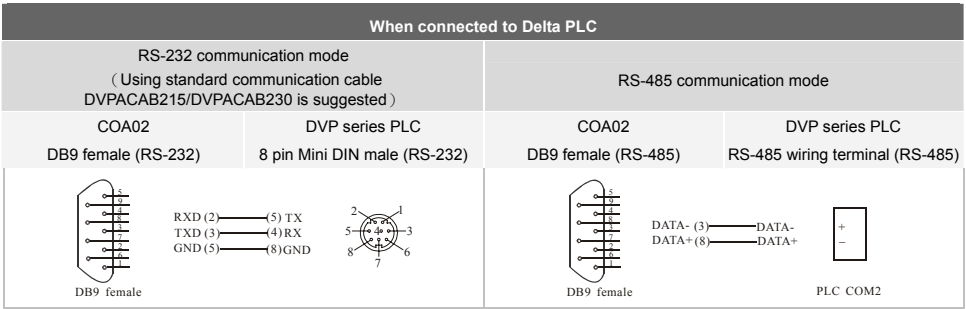 When connected to Delta PLC
RS-232 communication mode
（Using standard communication cable
DVPACAB215/DVPACAB230 is suggested）
RS-485 communication mode
COA02
DB9 female (RS-232)
DVP series PLC
8 pin Mini DIN male (RS-232)
COA02
DB9 female (RS-485)
DVP series PLC
RS-485 wiring terminal (RS-485)
5
9
4
8
3
7
2
6
1
DB9 female
RXD (2) (5) TX
TXD (3) (4) RX
GND (5) (8)GND
2 1
5 4 3
8 6
7
5
9
4
8
3
7
2
6
1
DB9 female
DATA- (3) DATA-
DATA+ (8) DATA+
+
–
PLC COM2